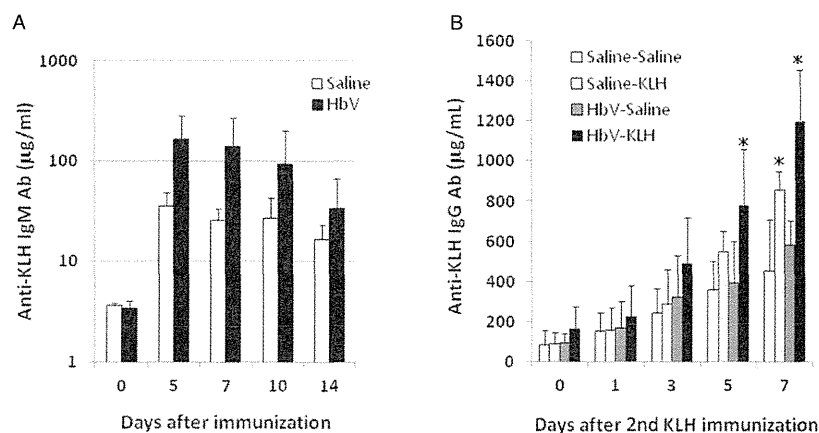 A
Anti-KLH IgM Ab (μg/ml)
1000
100
10
1
Saline
HbV
0 5 7 10 14
Days after immunization
B
Anti-KLH IgG Ab (μg/mL)
1600
1400
1200
1000
800
600
400
200
0
Saline-Saline
Saline-KLH
HbV-Saline
HbV-KLH
*
*
*
0 1 3 5 7
Days after 2nd KLH immunization